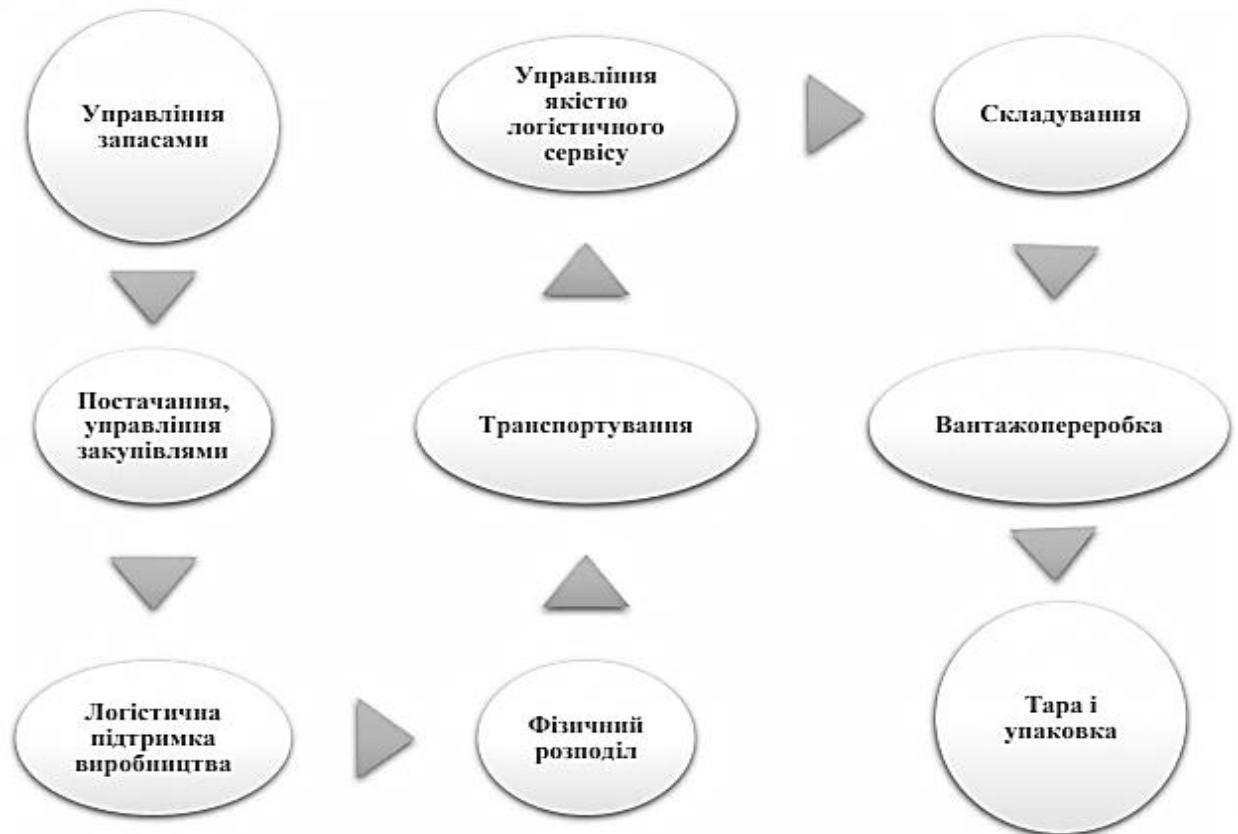 Управління
запасами
Постачання,
управління
закупівлями
Логістична
підтримка
виробництва
Фізичний
розподіл
Транспортування
Управління
якістю
логістичного
сервісу
Складування
Вантажопереробка
Тара і
упаковка